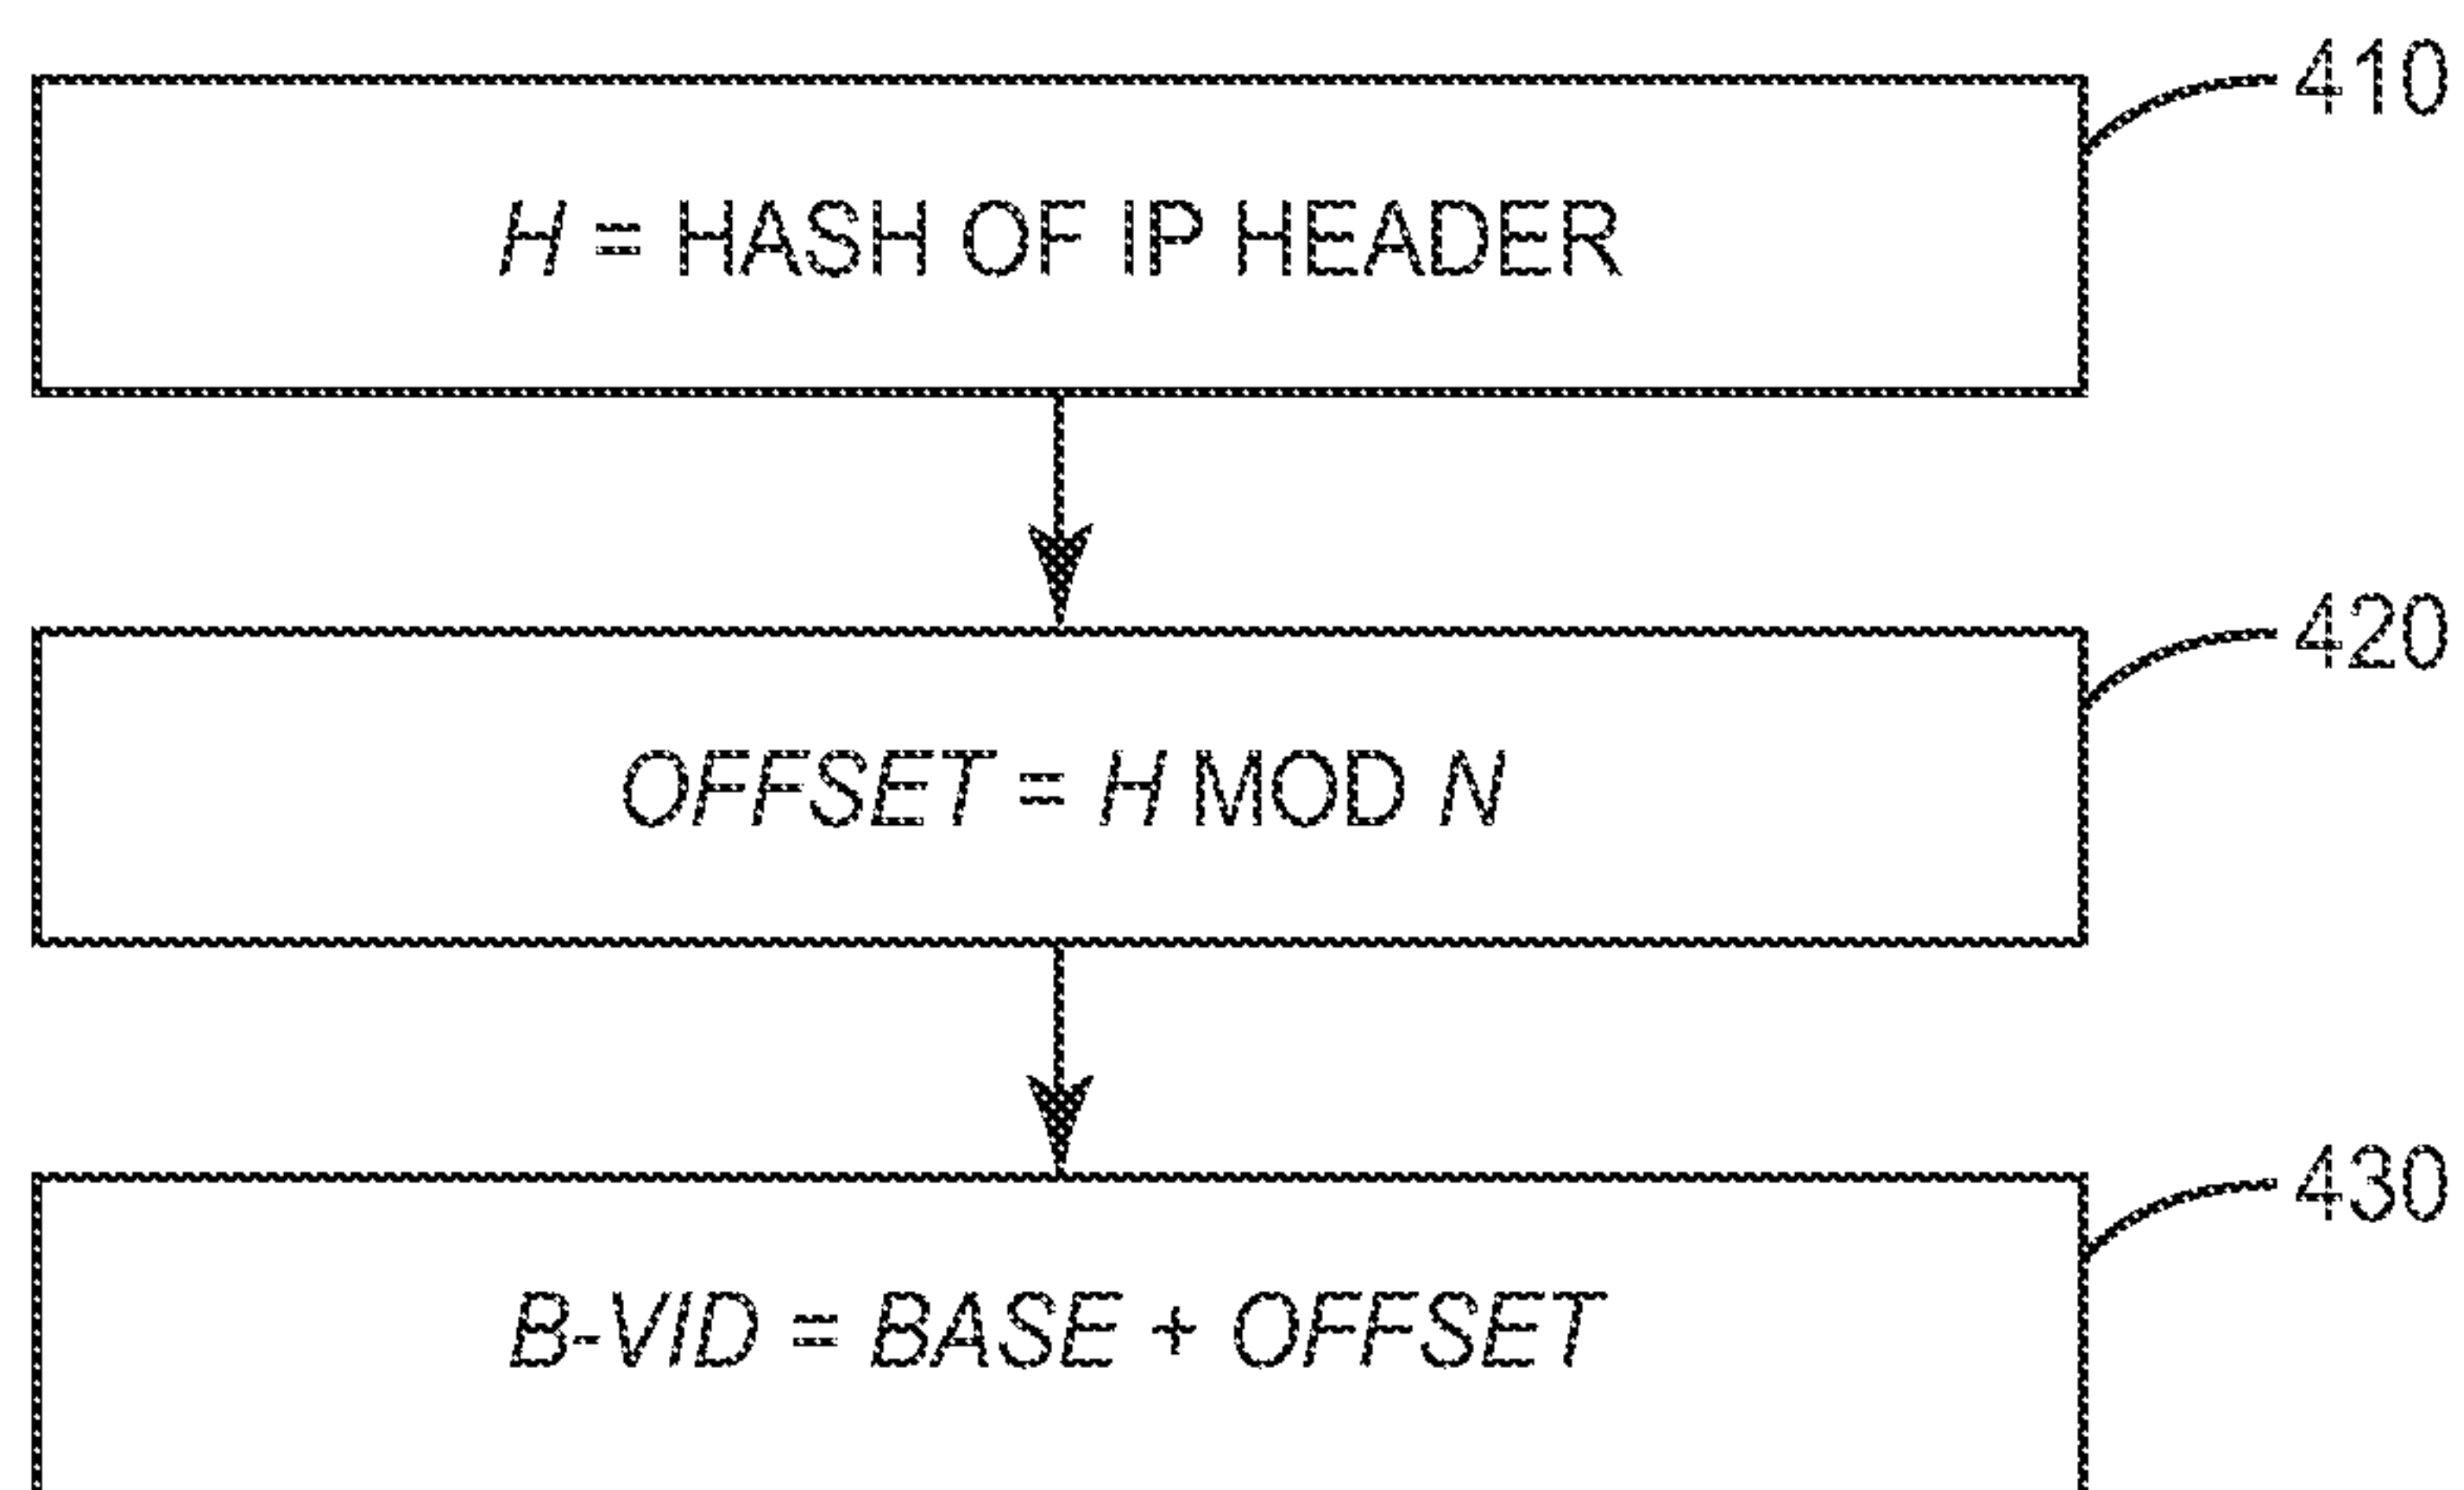 410
H = HASH OF IP HEADER
420
OFFSET = H MOD N
430
B-VID = BASE + OFFSET